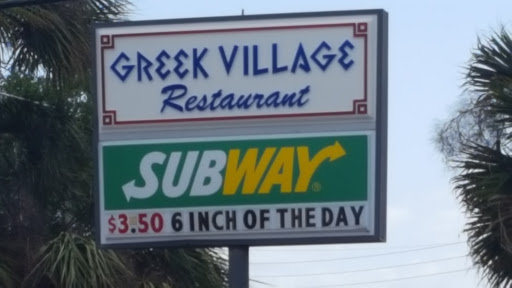 GREEK VILLAGE
Restaurant
SUBWAY®
$3.50 6 INCH OF THE DAY